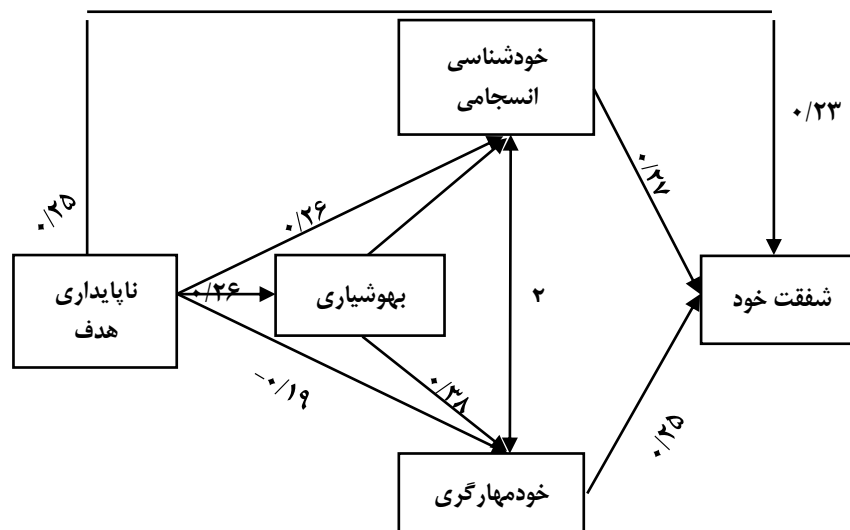 خودشناسی
انسجامی
۰/۲۳
۰/۲۷
۰/۲۵
۰/۲۶
ناپایداری
هدف
۰/۲۶
بهوشیاری
۲
شفقت خود
-۰/۱۹
۰/۳۸
۰/۲۵
خودمهارگری